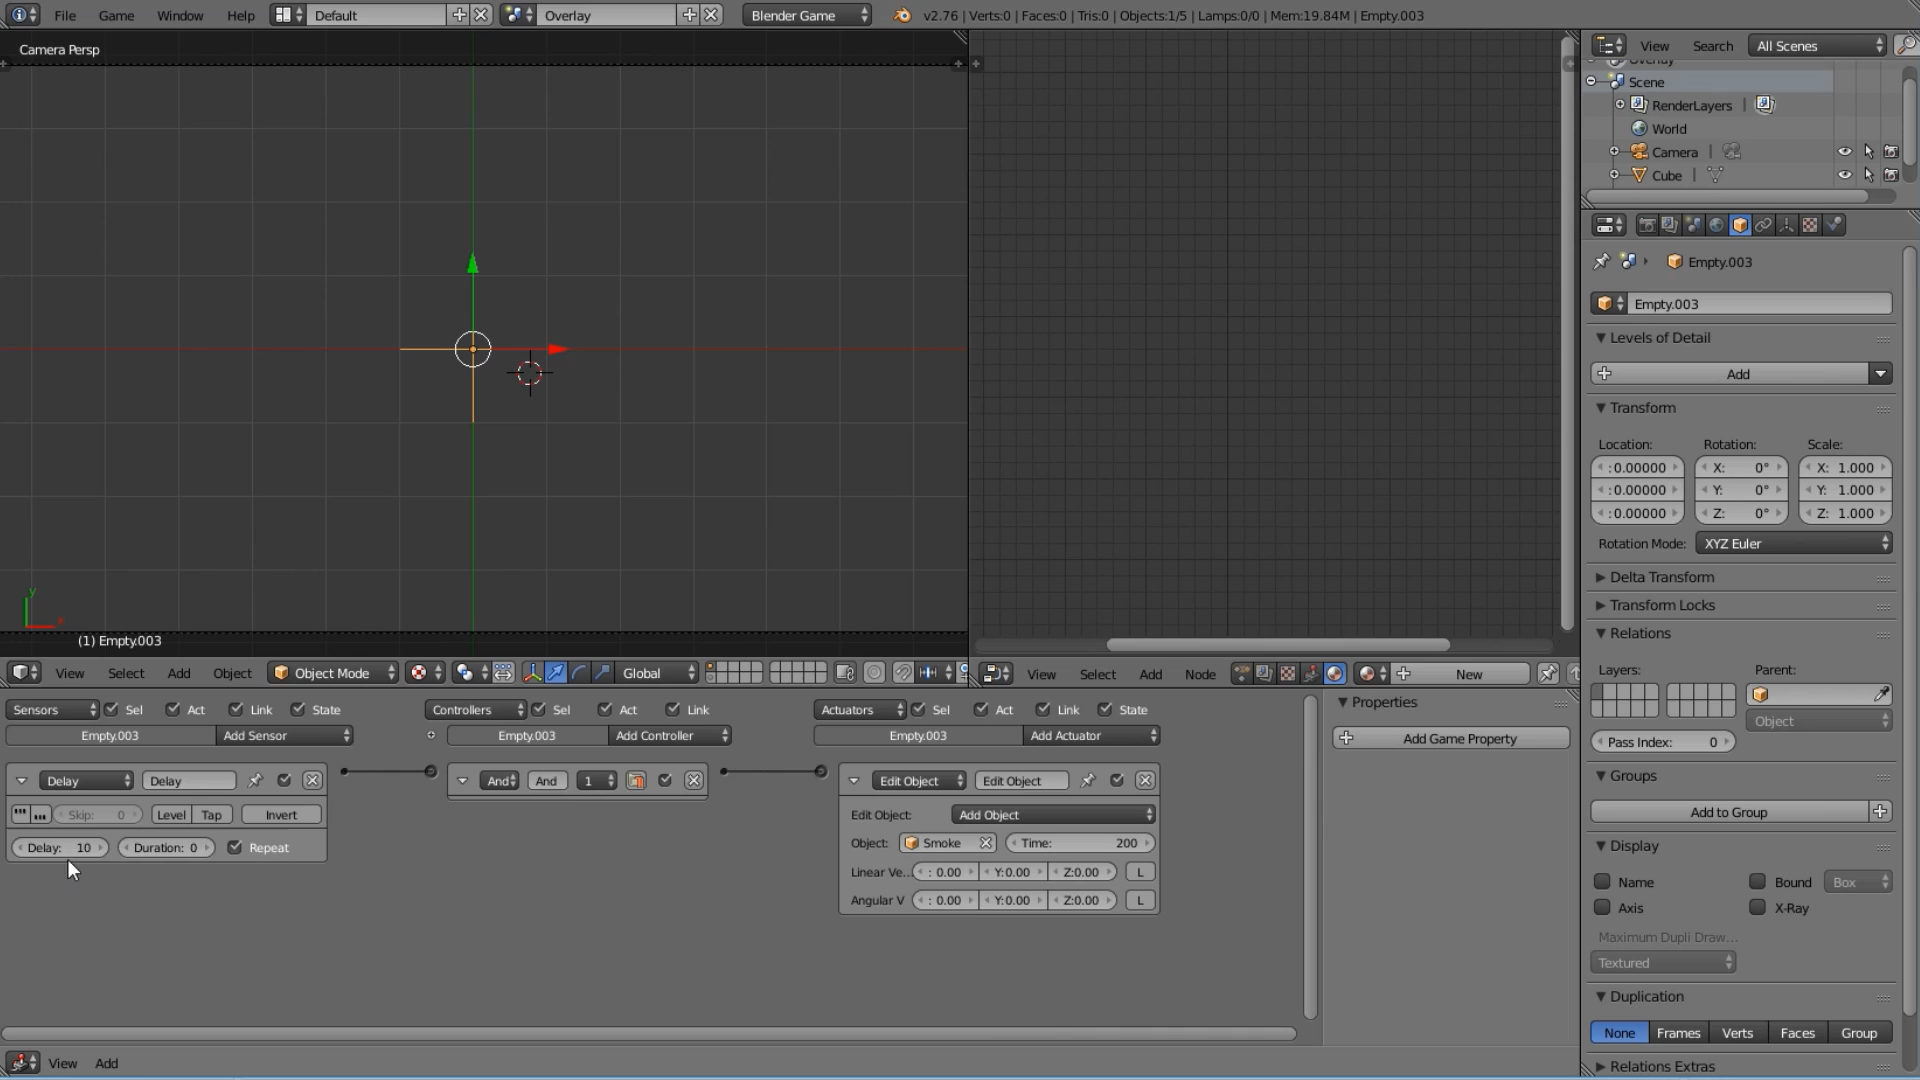 File Game Window Help Default Overlay Blender Game v2.76 | Verts:0 | Faces:0 | Tris:0 | Objects:1/5 | Lamps:0/0 | Mem:19.84M | Empty.003
Camera Persp
(1) Empty.003
View Select Add Object Object Mode Global
View Select Add Node New
Sensors Sel Act Link State Controllers Sel Act Link Actuators Sel Act Link State
Empty.003 Add Sensor Empty.003 Add Controller Empty.003 Add Actuator
Delay Delay And And 1 Edit Object Edit Object
Skip: 0 Level Tap Invert
Delay: 10 Duration: 0 Repeat
Edit Object: Add Object
Object: Smoke Time: 200
Linear Ve... : 0.00 Y:0.00 Z:0.00 L
Angular V : 0.00 Y:0.00 Z:0.00 L
Properties
Add Game Property
View Add
View Search All Scenes
Overlay
Scene
RenderLayers |
World
Camera |
Cube |
Empty.003
Empty.003
Levels of Detail
Add
Transform
Location: Rotation: Scale:
:0.00000 X: 0° X: 1.000
:0.00000 Y: 0° Y: 1.000
:0.00000 Z: 0° Z: 1.000
Rotation Mode: XYZ Euler
Delta Transform
Transform Locks
Relations
Layers: Parent:
Object
Pass Index: 0
Groups
Add to Group
Display
Name Bound Box
Axis X-Ray
Maximum Dupli Draw...
Textured
Duplication
None Frames Verts Faces Group
Relations Extras